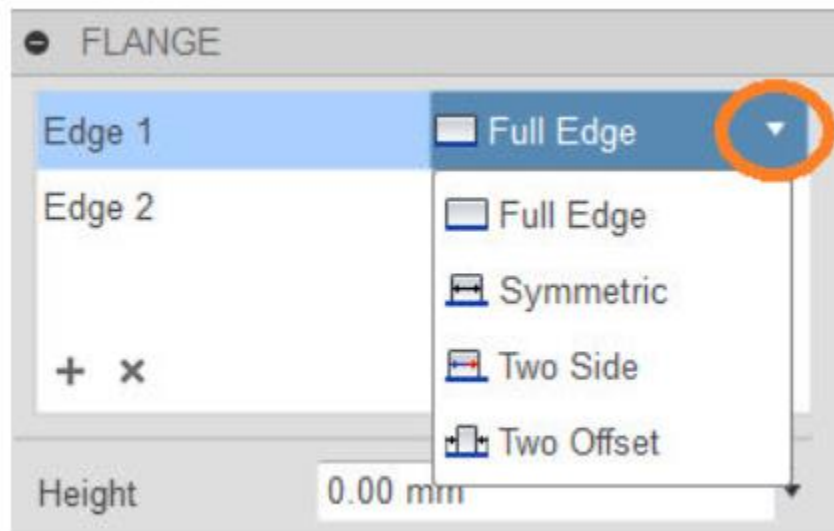 FLANGE
Edge 1 Full Edge
Edge 2 Full Edge
Symmetric
Two Side
Two Offset
Height 0.00 mm